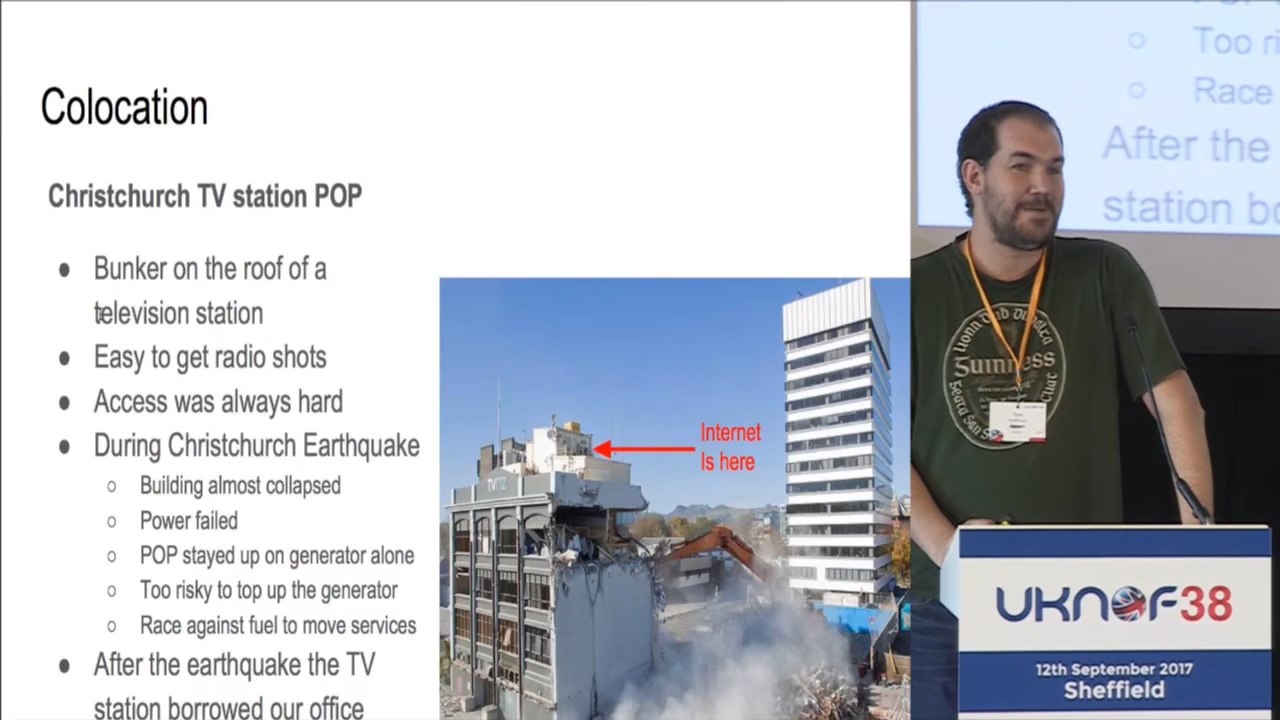 Colocation
Christchurch TV station POP
● Bunker on the roof of a
television station
● Easy to get radio shots
● Access was always hard
● During Christchurch Earthquake
○ Building almost collapsed
○ Power failed
○ POP stayed up on generator alone
○ Too risky to top up the generator
○ Race against fuel to move services
● After the earthquake the TV
station borrowed our office
Internet
Is here
○ Too ri
○ Race
After the
station bo
GUINNESS
UKNOF38
12th September 2017
Sheffield